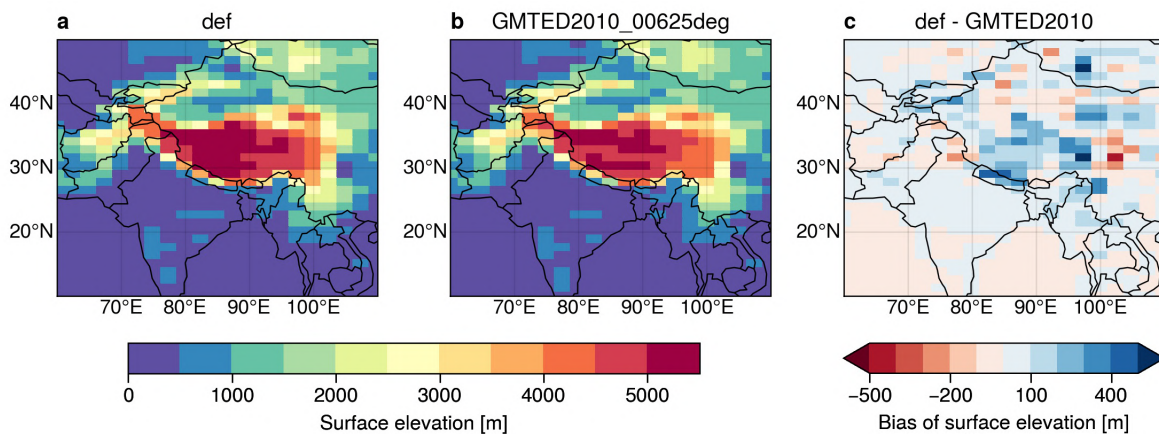 a def
b GMTED2010_00625deg
c def - GMTED2010
40°N
30°N
20°N
70°E 80°E 90°E 100°E
40°N
30°N
20°N
70°E 80°E 90°E 100°E
40°N
30°N
20°N
70°E 80°E 90°E 100°E
0 1000 2000 3000 4000 5000
Surface elevation [m]
−500 −200 100 400
Bias of surface elevation [m]